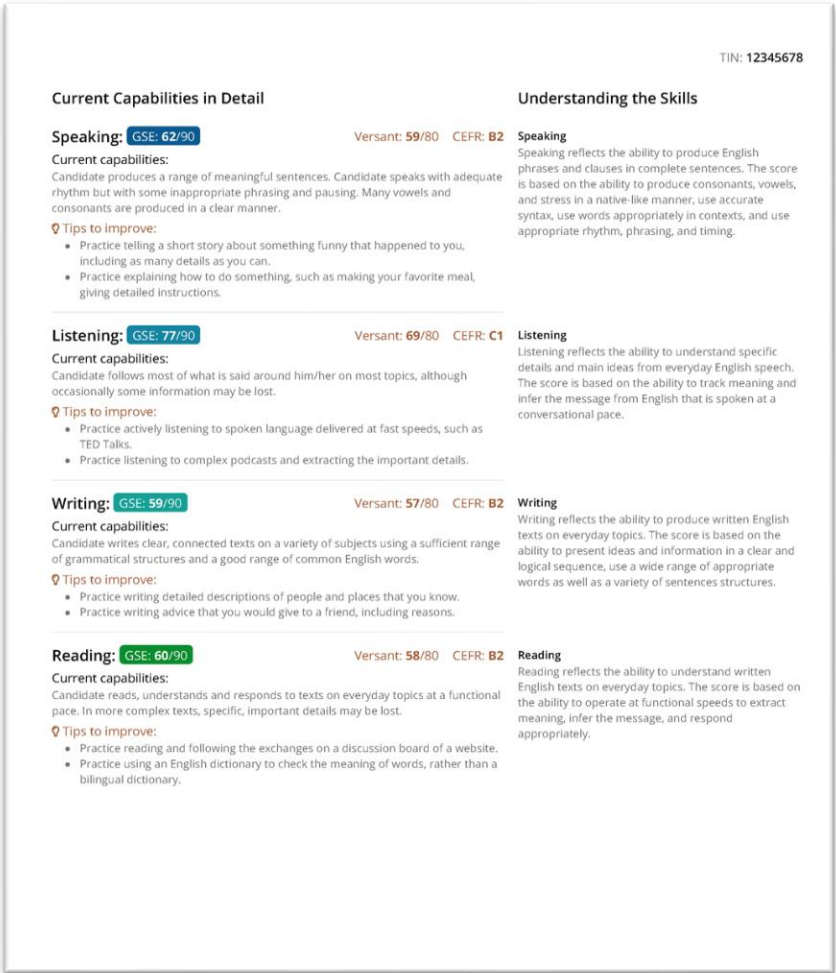 TIN: 12345678
Current Capabilities in Detail
Speaking: GSE: 62/90 Versant: 59/80 CEFR: B2
Current capabilities:
Candidate produces a range of meaningful sentences. Candidate speaks with adequate
rhythm but with some inappropriate phrasing and pausing. Many vowels and
consonants are produced in a clear manner.
Tips to improve:
• Practice telling a short story about something funny that happened to you,
including as many details as you can.
• Practice explaining how to do something, such as making your favorite meal,
giving detailed instructions.
Listening: GSE: 77/90 Versant: 69/80 CEFR: C1
Current capabilities:
Candidate follows most of what is said around him/her on most topics, although
occasionally some information may be lost.
Tips to improve:
• Practice actively listening to spoken language delivered at fast speeds, such as
TED Talks.
• Practice listening to complex podcasts and extracting the important details.
Writing: GSE: 59/90 Versant: 57/80 CEFR: B2
Current capabilities:
Candidate writes clear, connected texts on a variety of subjects using a sufficient range
of grammatical structures and a good range of common English words.
Tips to improve:
• Practice writing detailed descriptions of people and places that you know.
• Practice writing advice that you would give to a friend, including reasons.
Reading: GSE: 60/90 Versant: 58/80 CEFR: B2
Current capabilities:
Candidate reads, understands and responds to texts on everyday topics at a functional
pace. In more complex texts, specific, important details may be lost.
Tips to improve:
• Practice reading and following the exchanges on a discussion board of a website.
• Practice using an English dictionary to check the meaning of words, rather than a
bilingual dictionary.
Understanding the Skills
Speaking
Speaking reflects the ability to produce English
phrases and clauses in complete sentences. The score
is based on the ability to produce consonants, vowels,
and stress in a native-like manner, use accurate
syntax, use words appropriately in contexts, and use
appropriate rhythm, phrasing, and timing.
Listening
Listening reflects the ability to understand specific
details and main ideas from everyday English speech.
The score is based on the ability to track meaning and
infer the message from English that is spoken at a
conversational pace.
Writing
Writing reflects the ability to produce written English
texts on everyday topics. The score is based on the
ability to present ideas and information in a clear and
logical sequence, use a wide range of appropriate
words as well as a variety of sentences structures.
Reading
Reading reflects the ability to understand written
English texts on everyday topics. The score is based on
the ability to operate at functional speeds to extract
meaning, infer the message, and respond
appropriately.